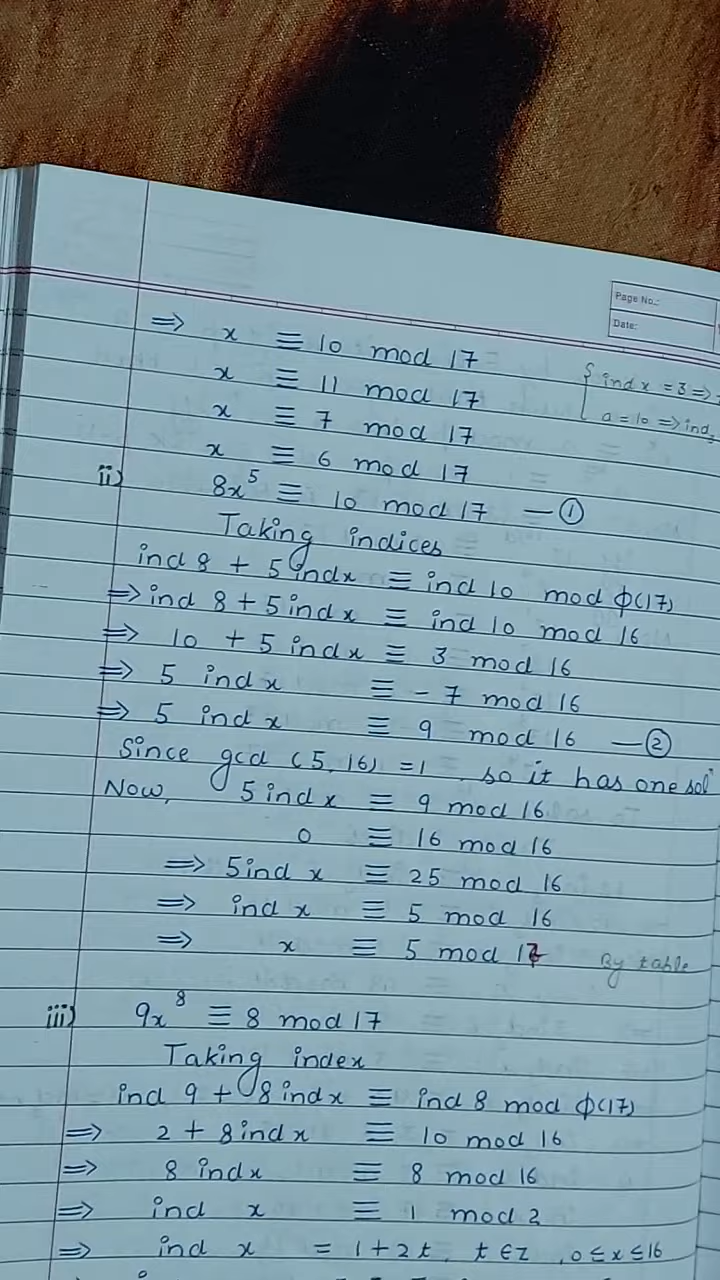 Page No.:
Date:
⇒ x ≡ 10 mod 17
x ≡ 11 mod 17
{ ind x = 3 ⇒
x ≡ 7 mod 17
a = 10 ⇒ ind
x ≡ 6 mod 17
ii) 8x⁵ ≡ 10 mod 17 — ①
Taking indices
ind 8 + 5 indx ≡ ind 10 mod ϕ(17)
⇒ ind 8 + 5 ind x ≡ ind 10 mod 16
⇒ 10 + 5 ind x ≡ 3 mod 16
⇒ 5 ind x ≡ - 7 mod 16
⇒ 5 ind x ≡ 9 mod 16 — ②
Since gcd (5, 16) = 1, so it has one solⁿ
Now, 5 ind x ≡ 9 mod 16
0 ≡ 16 mod 16
⇒ 5ind x ≡ 25 mod 16
⇒ ind x ≡ 5 mod 16
⇒ x ≡ 5 mod 17 By table
iii) 9x⁸ ≡ 8 mod 17
Taking index
ind 9 + 8 ind x ≡ ind 8 mod ϕ(17)
⇒ 2 + 8 ind x ≡ 10 mod 16
⇒ 8 ind x ≡ 8 mod 16
⇒ ind x ≡ 1 mod 2
⇒ ind x = 1 + 2t, t ∈ z, 0 ≤ x ≤ 16